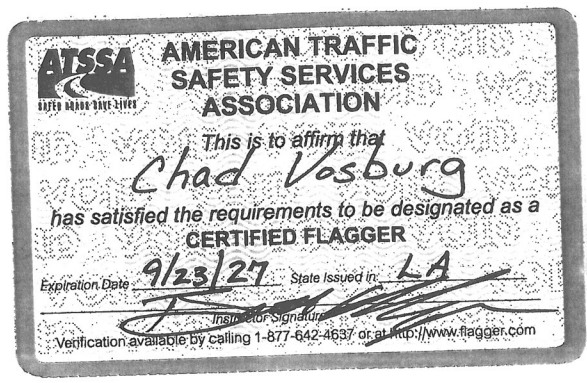 ATSSA
SAFER ROADS SAVE LIVES
AMERICAN TRAFFIC
SAFETY SERVICES
ASSOCIATION
This is to affirm that
Chad Vosburg
has satisfied the requirements to be designated as a
CERTIFIED FLAGGER
Expiration Date 9/23/27 State Issued in LA
Instructor Signature
Verification available by calling 1-877-642-4637 or at http://www.flagger.com